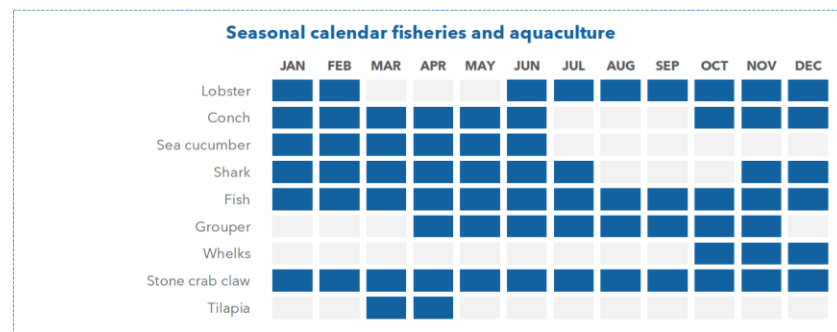 Seasonal calendar fisheries and aquaculture
JAN FEB MAR APR MAY JUN JUL AUG SEP OCT NOV DEC
Lobster
Conch
Sea cucumber
Shark
Fish
Grouper
Whelks
Stone crab claw
Tilapia